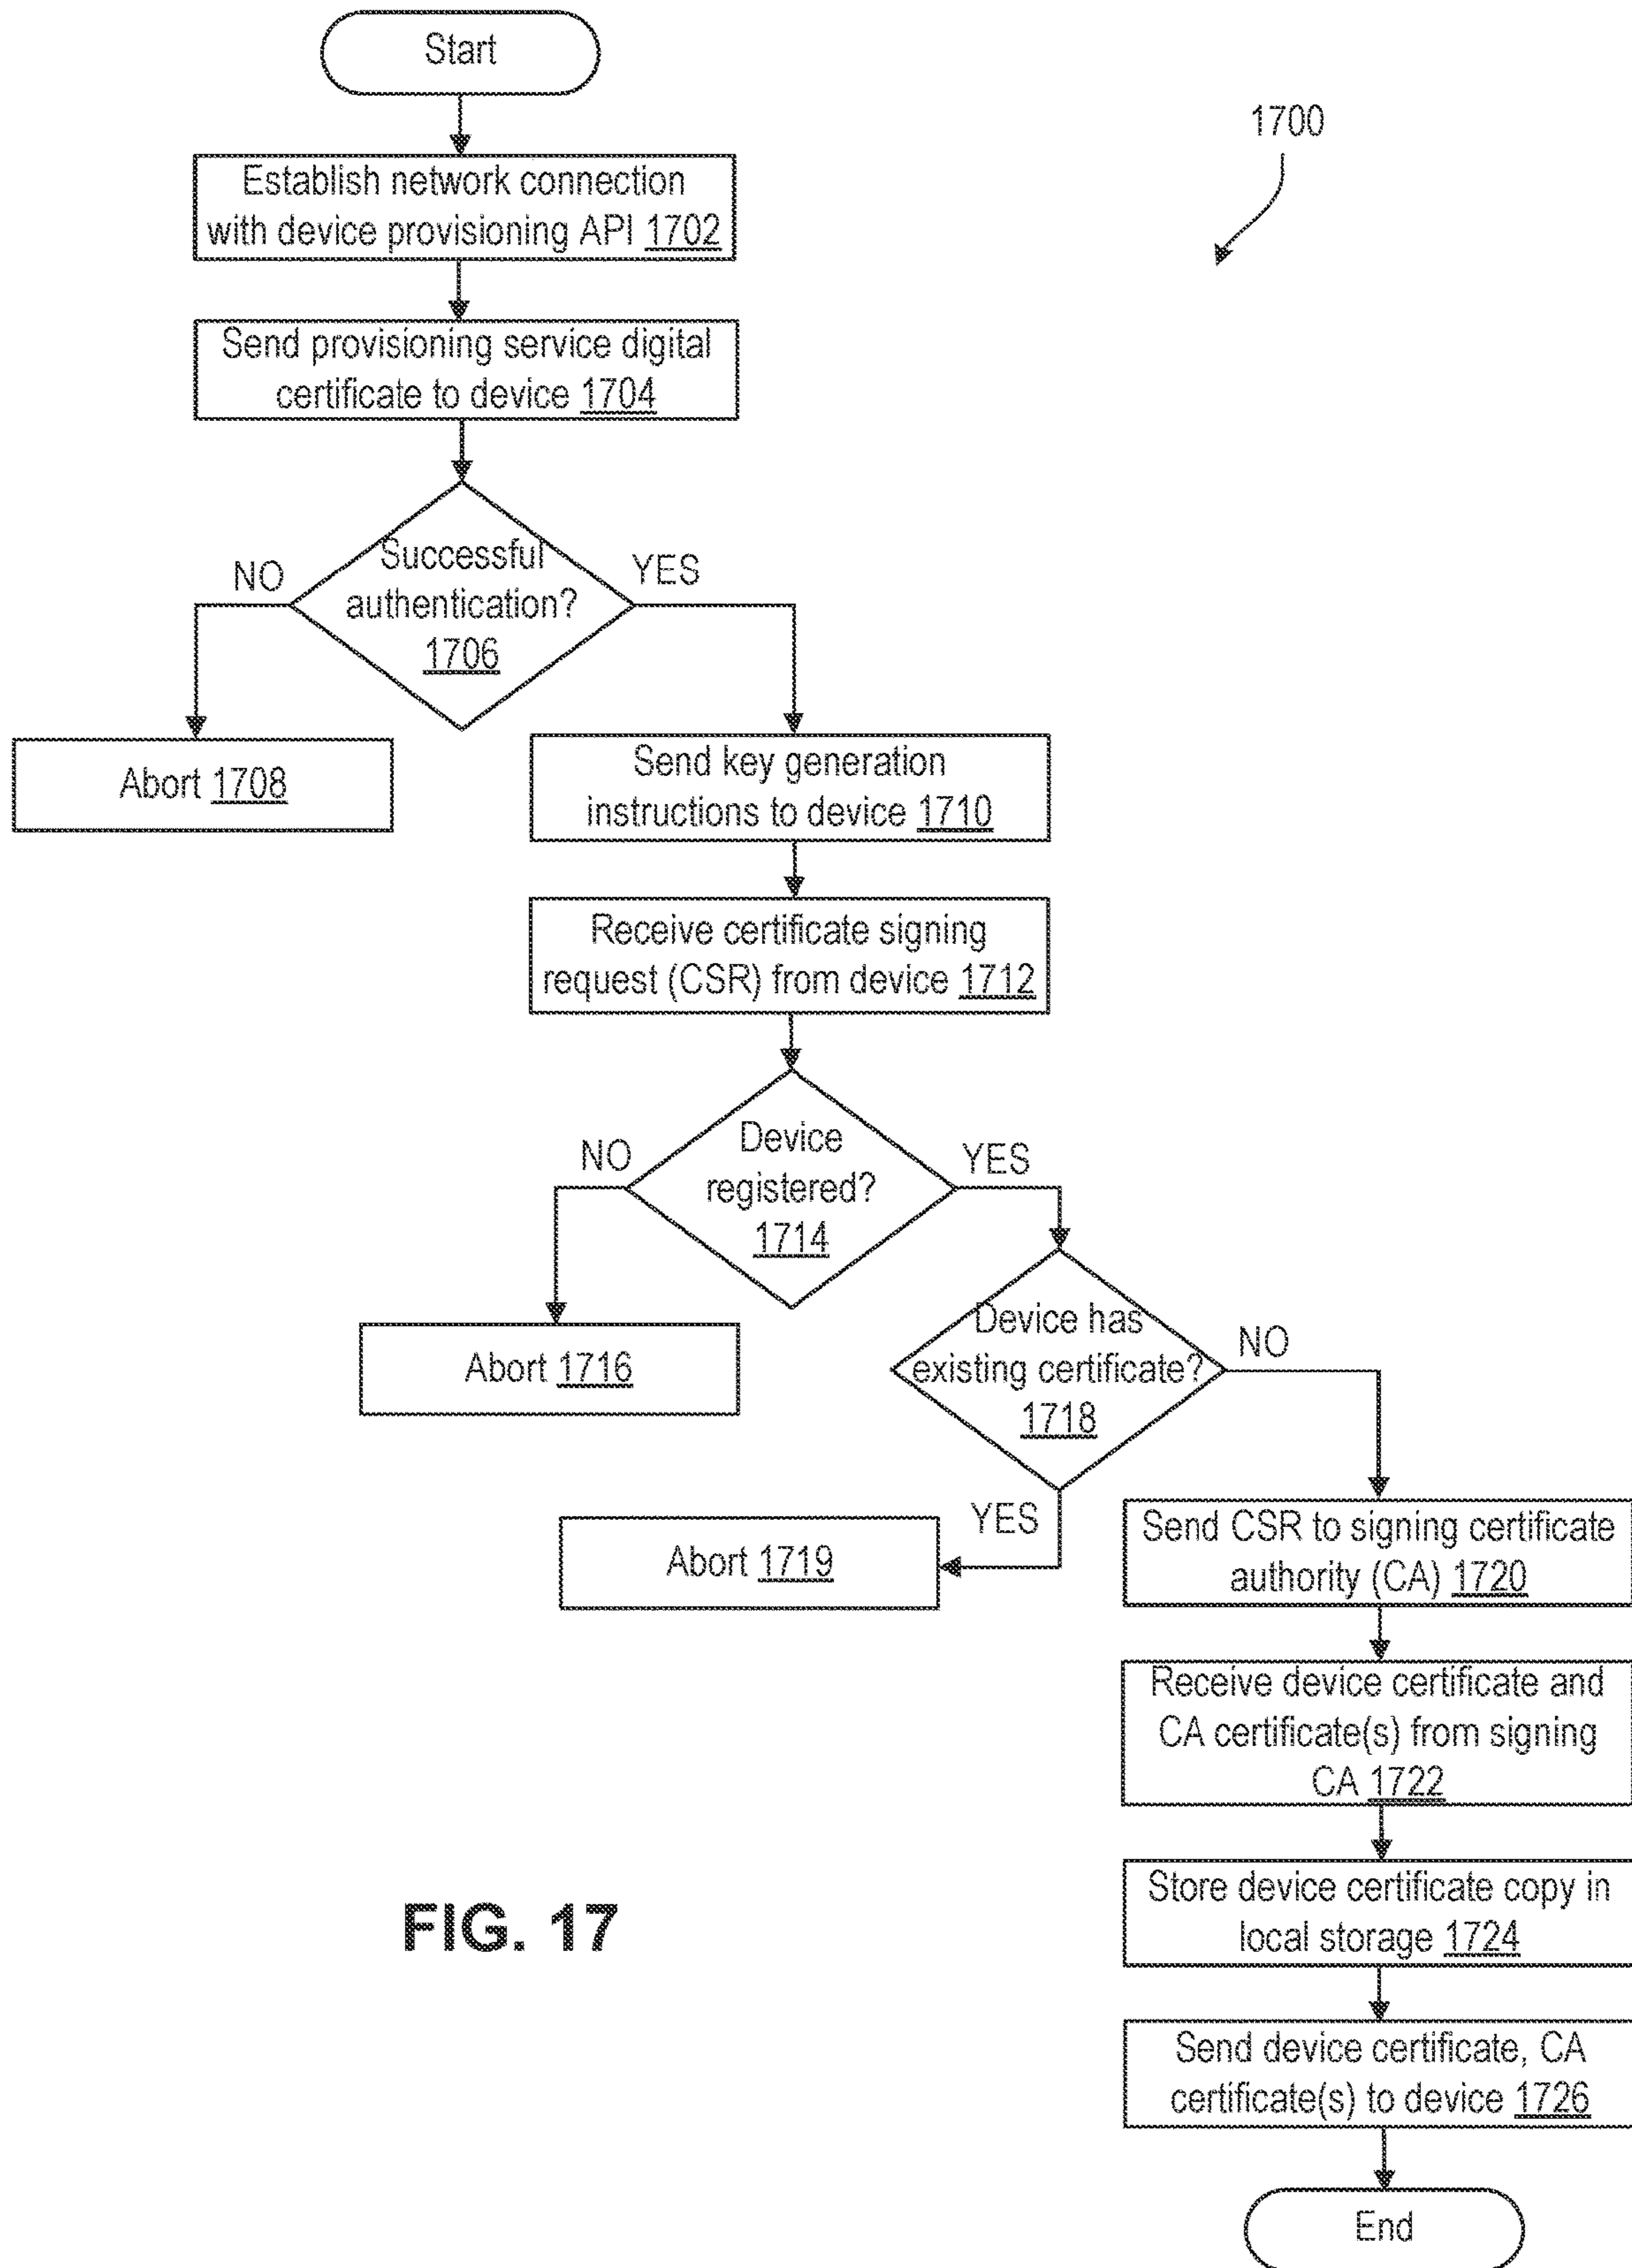 Start
1700
Establish network connection
with device provisioning API 1702
Send provisioning service digital
certificate to device 1704
NO
Successful
authentication?
1706
YES
Abort 1708
Send key generation
instructions to device 1710
Receive certificate signing
request (CSR) from device 1712
NO
Device
registered?
1714
YES
Abort 1716
Device has
existing certificate?
1718
NO
YES
Abort 1719
Send CSR to signing certificate
authority (CA) 1720
Receive device certificate and
CA certificate(s) from signing
CA 1722
Store device certificate copy in
local storage 1724
Send device certificate, CA
certificate(s) to device 1726
End
FIG. 17